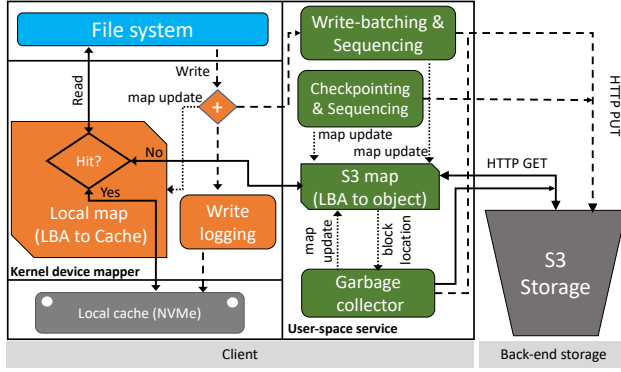 File system
Write-batching &
Sequencing
Write
Read
map update
+
Checkpointing
& Sequencing
HTTP PUT
map update
map update
Hit?
No
Yes
HTTP GET
S3 map
(LBA to object)
Local map
(LBA to Cache)
Write
logging
map
update
block
location
S3
Storage
Kernel device mapper
Garbage
collector
Local cache (NVMe)
User-space service
Client
Back-end storage